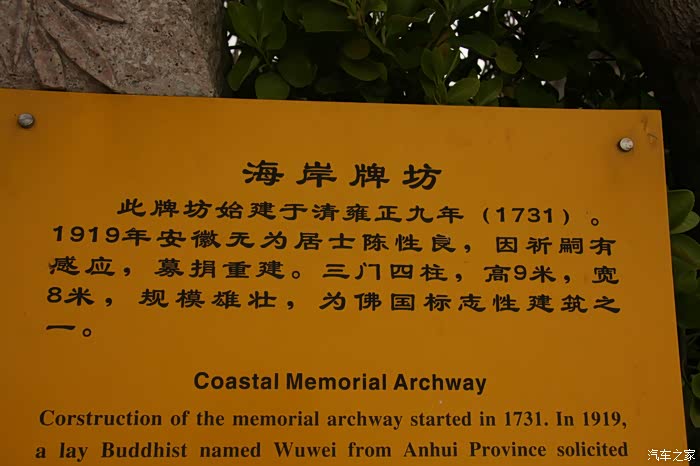 海岸牌坊
此牌坊始建于清雍正九年（1731）。
1919年安徽无为居士陈性良，因祈嗣有
感应，募捐重建。三门四柱，高9米，宽
8米，规模雄壮，为佛国标志性建筑之
一。
Coastal Memorial Archway
Corstruction of the memorial archway started in 1731. In 1919,
a lay Buddhist named Wuwei from Anhui Province solicited
汽车之家